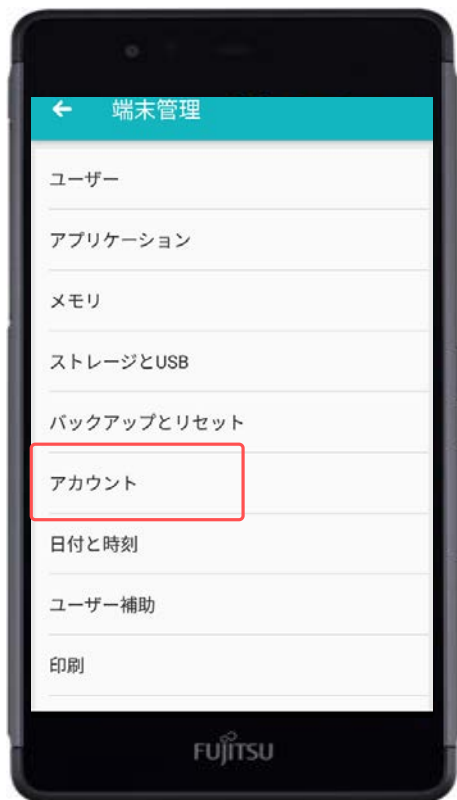 ← 端末管理
ユーザー
アプリケーション
メモリ
ストレージとUSB
バックアップとリセット
アカウント
日付と時刻
ユーザー補助
印刷
FUJITSU